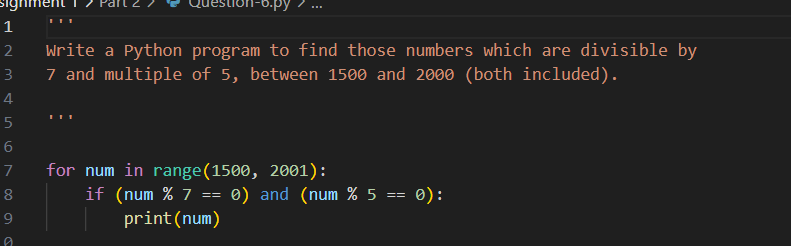 signment 1 > Part 2 > Question-6.py > ...
1 '''
2 Write a Python program to find those numbers which are divisible by
3 7 and multiple of 5, between 1500 and 2000 (both included).
4
5 '''
6
7 for num in range(1500, 2001):
8     if (num % 7 == 0) and (num % 5 == 0):
9         print(num)
0